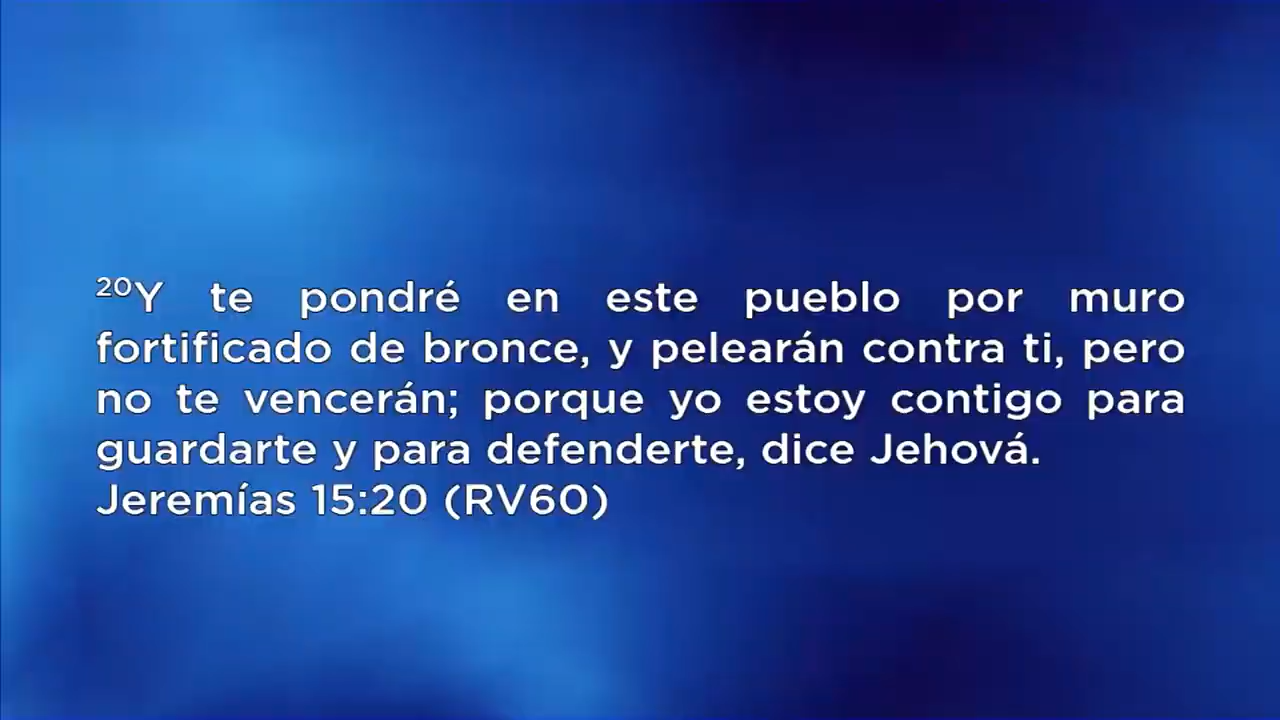 ²⁰Y te pondré en este pueblo por muro
fortificado de bronce, y pelearán contra ti, pero
no te vencerán; porque yo estoy contigo para
guardarte y para defenderte, dice Jehová.
Jeremías 15:20 (RV60)